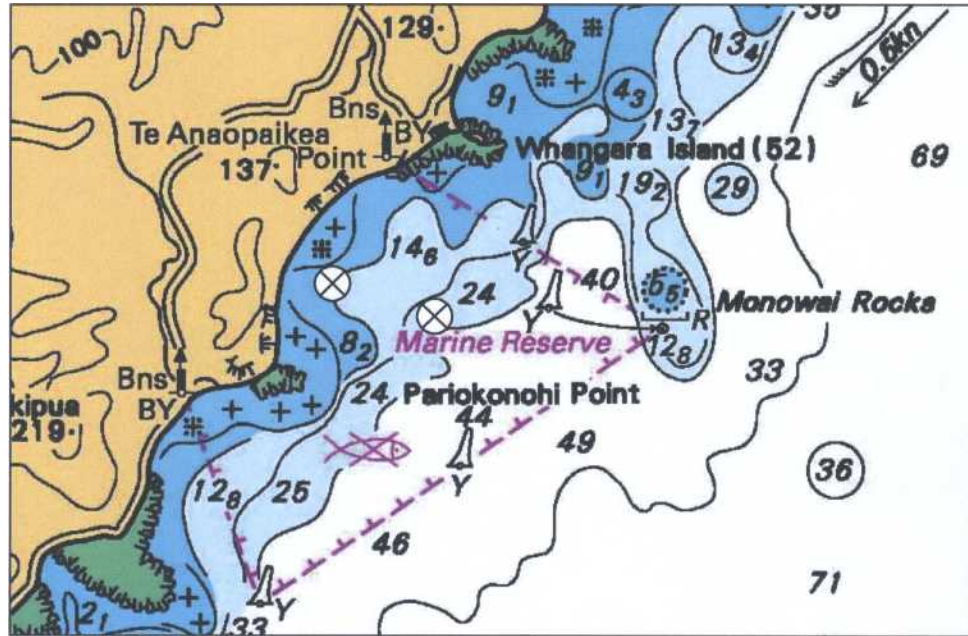 129
35
13₄
100
0.6kn
Bns
9₁
4₃
BY
13₇
Te Anaopaikea
Point
Whangara Island (52)
69
137
9₁
19₂
29
14₆
Y
40
5₅
24
Y
Monowai Rocks
R
Marine Reserve
12₈
8₂
33
Bns
24
Pariokonohi Point
BY
kipua
44
49
219
36
12₈
25
Y
46
71
Y
2₁
33